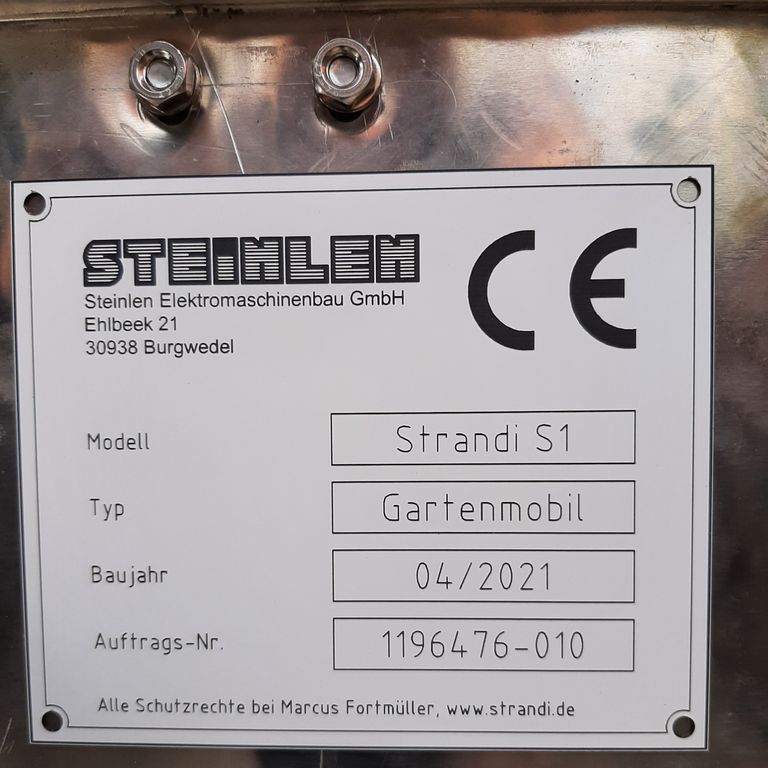 STEINLEN
CE
Steinlen Elektromaschinenbau GmbH
Ehlbeek 21
30938 Burgwedel
Modell Strandi S1
Typ Gartenmobil
Baujahr 04/2021
Auftrags-Nr. 1196476-010
Alle Schutzrechte bei Marcus Fortmüller, www.strandi.de